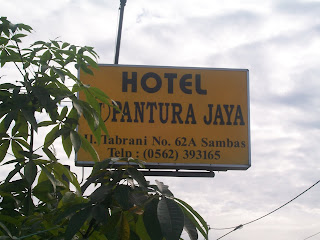 HOTEL
PANTURA JAYA
Jl. Tabrani No. 62A Sambas
Telp : (0562) 393165